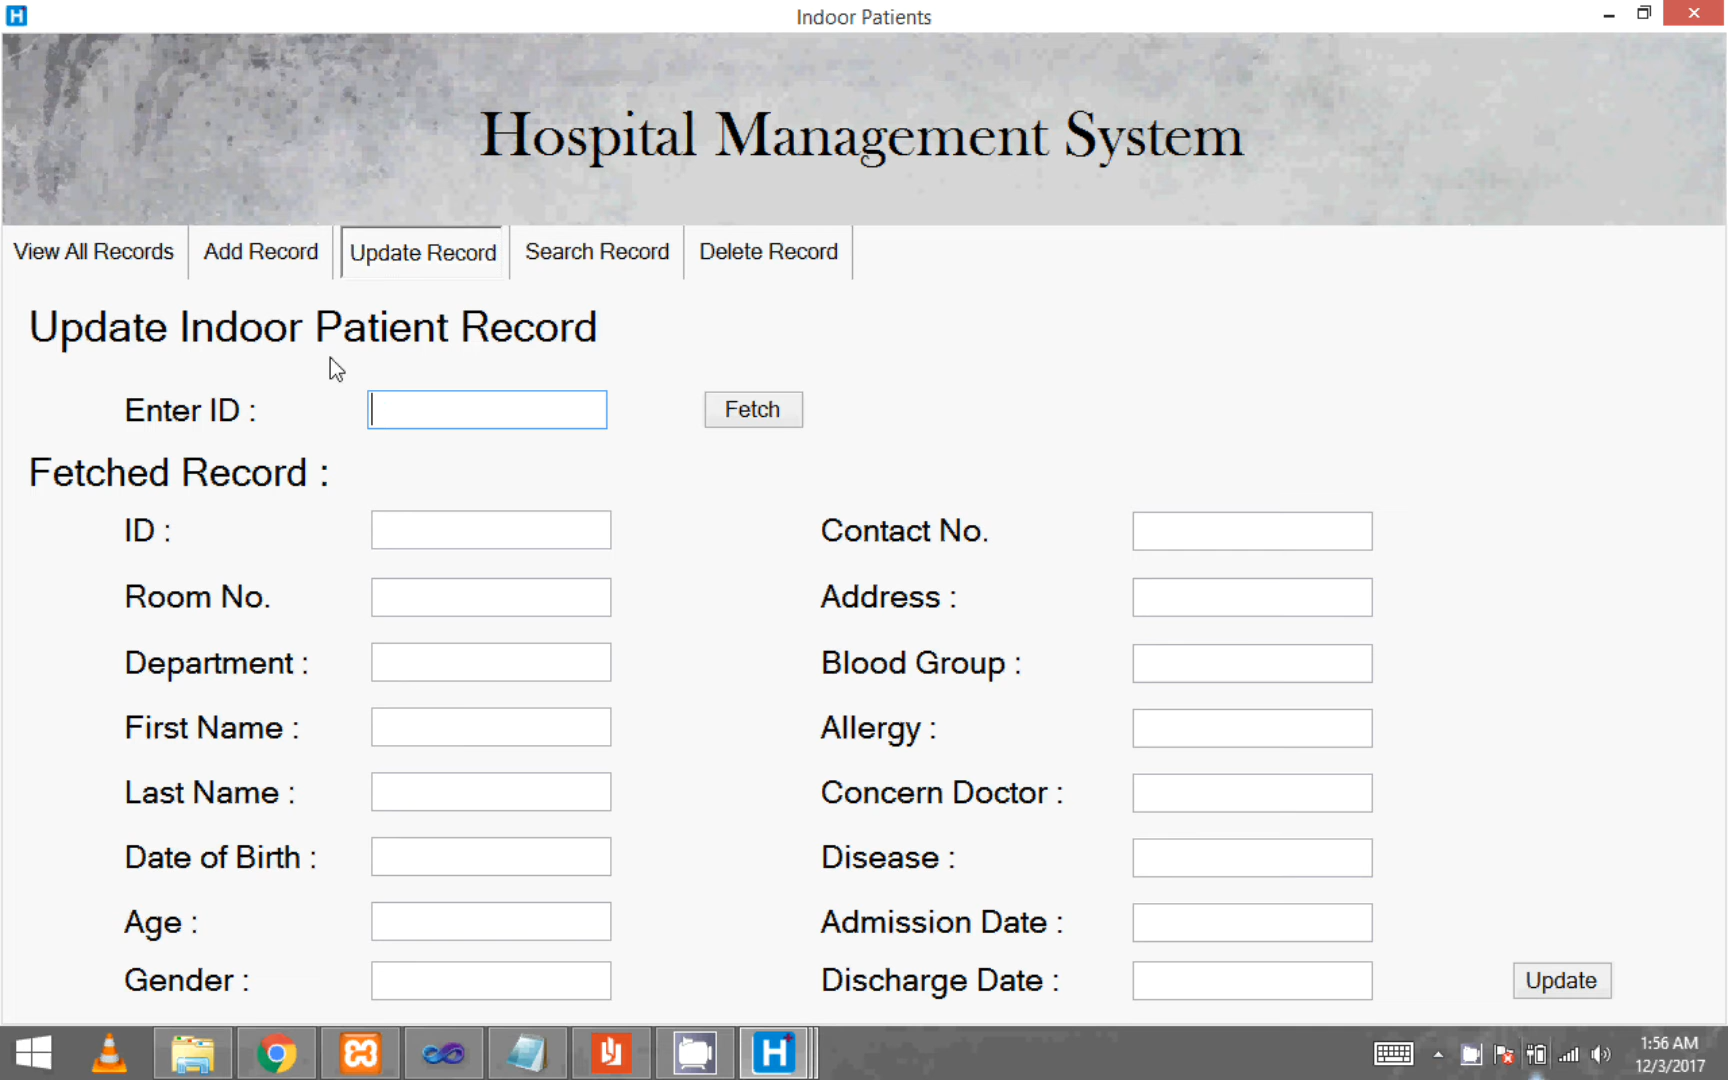 Indoor Patients
Hospital Management System
View All Records Add Record Update Record Search Record Delete Record
Update Indoor Patient Record
Enter ID : Fetch
Fetched Record :
ID : Contact No.
Room No. Address :
Department : Blood Group :
First Name : Allergy :
Last Name : Concern Doctor :
Date of Birth : Disease :
Age : Admission Date :
Gender : Discharge Date : Update
1:56 AM
12/3/2017